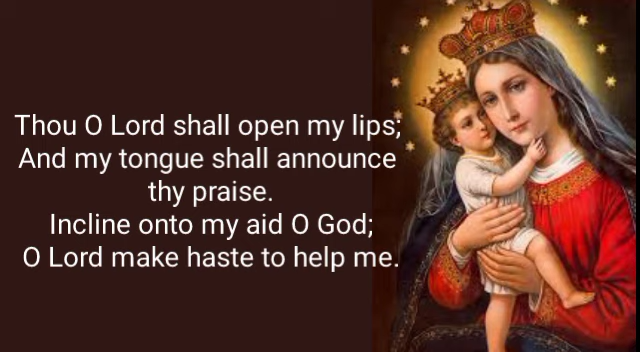 Thou O Lord shall open my lips;
And my tongue shall announce
thy praise.
Incline onto my aid O God;
O Lord make haste to help me.